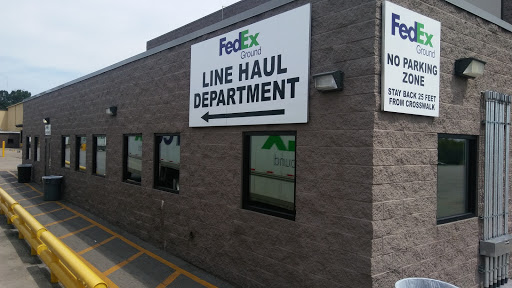 FedEx
Ground
LINE HAUL
DEPARTMENT
FedEx
Ground
NO PARKING
ZONE
STAY BACK 25 FEET
FROM CROSSWALK